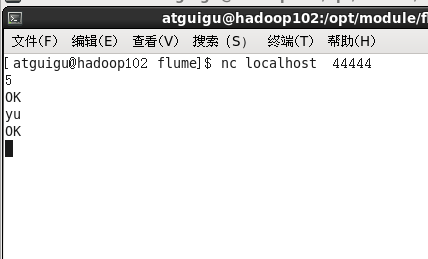 atguigu@hadoop102:/opt/module/fl
文件(F) 编辑(E) 查看(V) 搜索 (S) 终端(T) 帮助(H)
[atguigu@hadoop102 flume]$ nc localhost 44444
5
OK
yu
OK